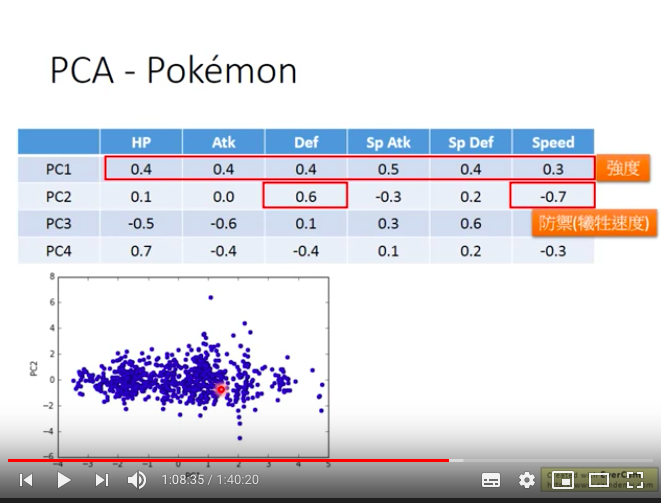 PCA - Pokémon
HP Atk Def Sp Atk Sp Def Speed
PC1 0.4 0.4 0.4 0.5 0.4 0.3 強度
PC2 0.1 0.0 0.6 -0.3 0.2 -0.7
PC3 -0.5 -0.6 0.1 0.3 0.6 防禦(犧牲速度)
PC4 0.7 -0.4 -0.4 0.1 0.2 -0.3
8
6
4
2
0
−2
−4
−6
PC2
−4 −3 −2 −1 0 1 2 3 4 5
1:08:35 / 1:40:20
Created with